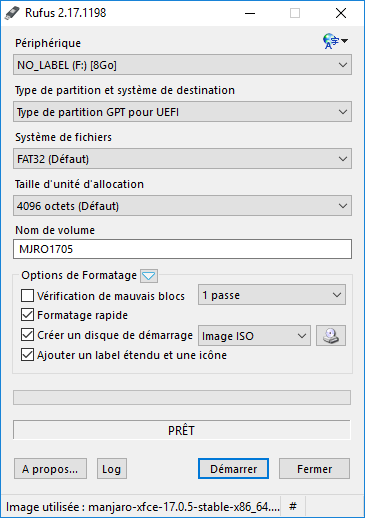 Rufus 2.17.1198
Périphérique
NO_LABEL (F:) [8Go]
Type de partition et système de destination
Type de partition GPT pour UEFI
Système de fichiers
FAT32 (Défaut)
Taille d'unité d'allocation
4096 octets (Défaut)
Nom de volume
MJRO1705
Options de Formatage
Vérification de mauvais blocs 1 passe
Formatage rapide
Créer un disque de démarrage Image ISO
Ajouter un label étendu et une icône
PRÊT
A propos... Log Démarrer Fermer
Image utilisée : manjaro-xfce-17.0.5-stable-x86_64.... #